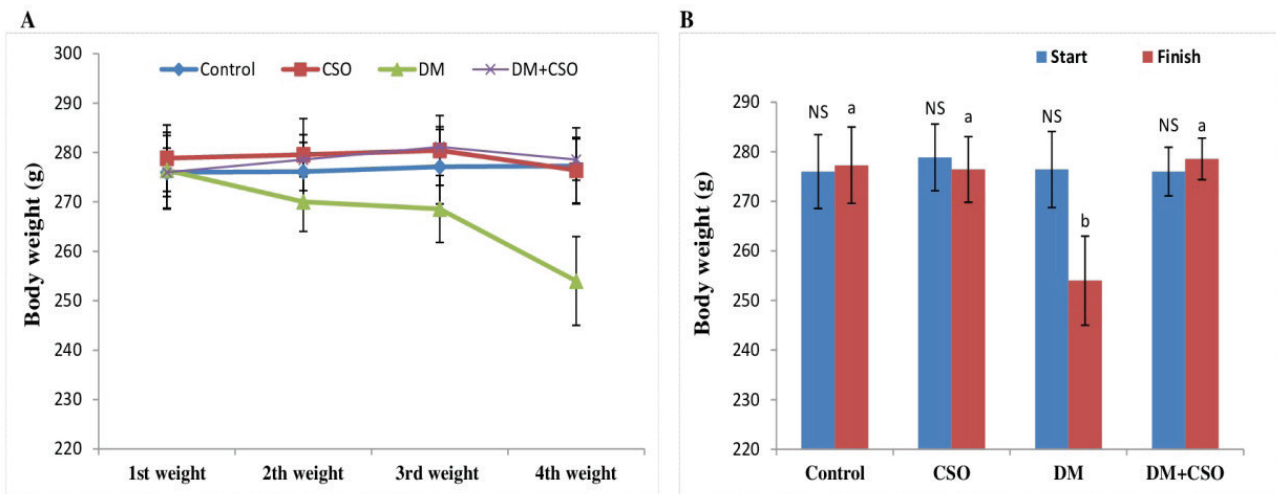 A
Body weight (g)
300
290
280
270
260
250
240
230
220
Control CSO DM DM+CSO
1st weight 2th weight 3rd weight 4th weight
B
Body weight (g)
Start Finish
290
280
270
260
250
240
230
220
NS a NS a NS b NS a
Control CSO DM DM+CSO